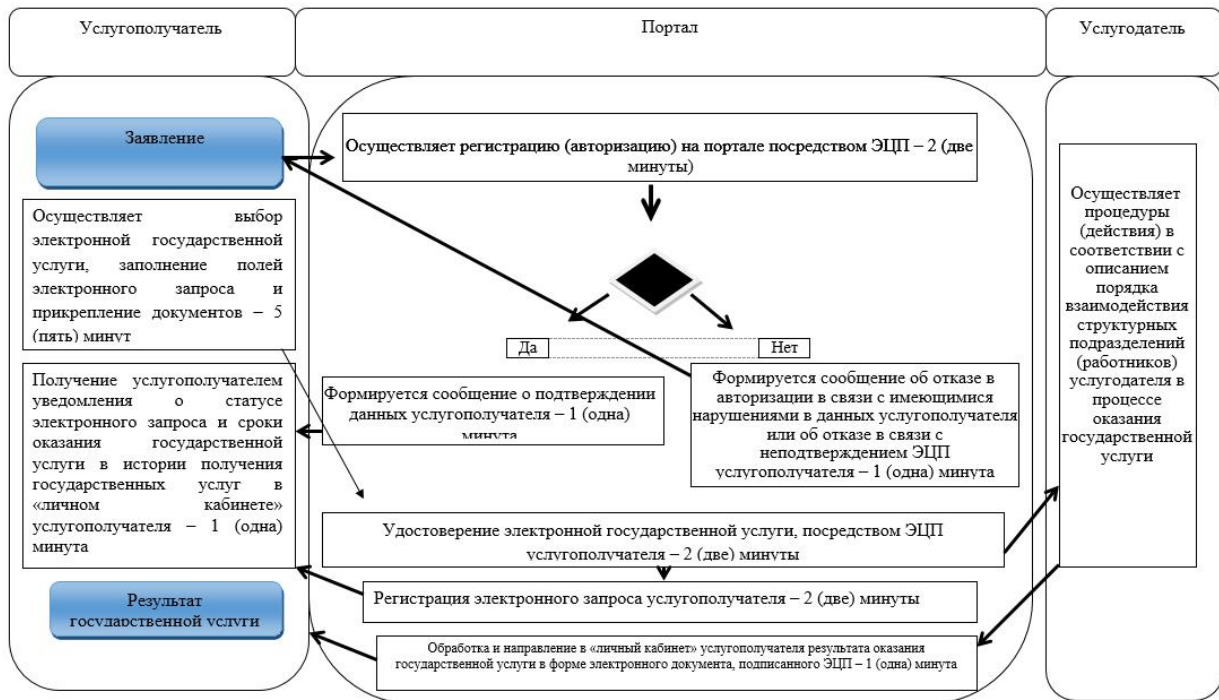 Услугополучатель
Портал
Услугодатель
Заявление
Осуществляет регистрацию (авторизацию) на портале посредством ЭЦП – 2 (две
минуты)
Осуществляет выбор
электронной государственной
услуги, заполнение полей
электронного запроса и
прикрепление документов – 5
(пять) минут
Осуществляет
процедуры
(действия) в
соответствии с
описанием
порядка
взаимодействия
структурных
подразделений
(работников)
услугодателя в
процессе
оказания
государственной
услуги
Да
Нет
Получение услугополучателем
уведомления о статусе
электронного запроса и сроки
оказания государственной
услуги в истории получения
государственных услуг в
«личном кабинете»
услугополучателя – 1 (одна)
минута
Формируется сообщение о подтверждении
данных услугополучателя – 1 (одна)
минута
Формируется сообщение об отказе в
авторизации в связи с имеющимися
нарушениями в данных услугополучателя
или об отказе в связи с
неподтверждением ЭЦП
услугополучателя – 1 (одна) минута
Удостоверение электронной государственной услуги, посредством ЭЦП
услугополучателя – 2 (две) минуты
Результат
государственной услуги
Регистрация электронного запроса услугополучателя – 2 (две) минуты
Обработка и направление в «личный кабинет» услугополучателя результата оказания
государственной услуги в форме электронного документа, подписанного ЭЦП – 1 (одна) минута